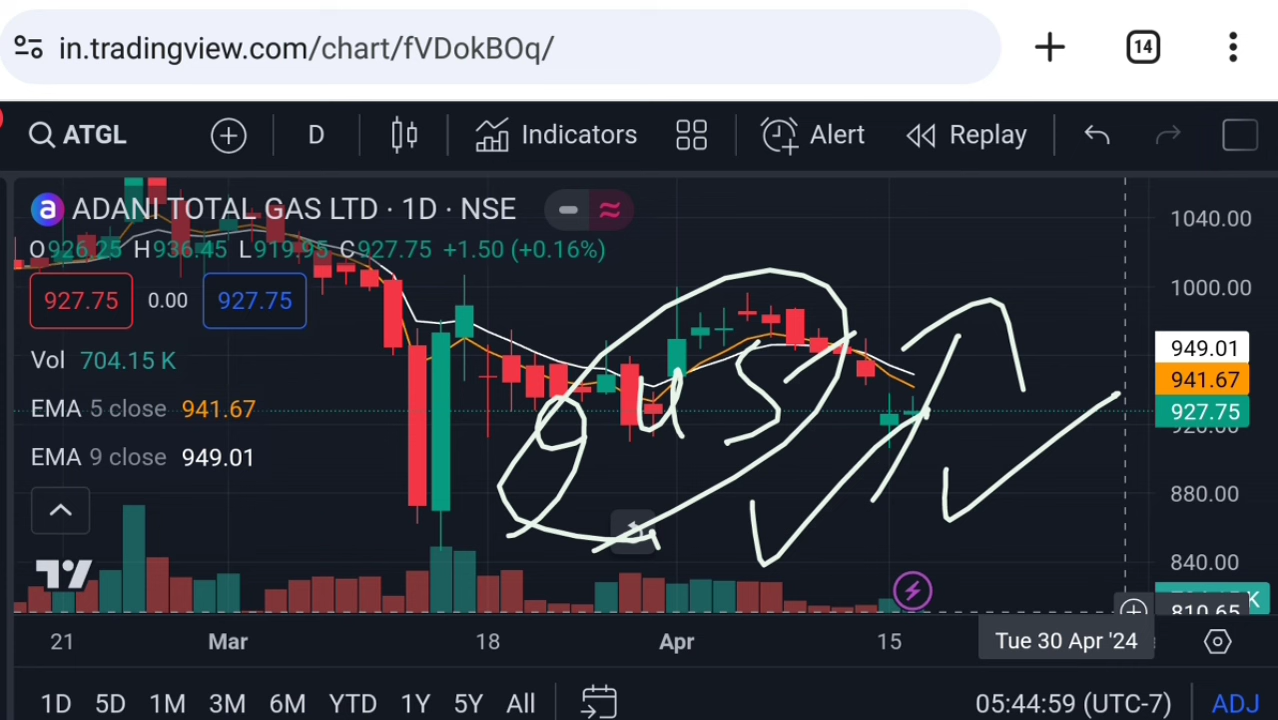 in.tradingview.com/chart/fVDokBOq/ 14
ATGL D Indicators Alert Replay
ADANI TOTAL GAS LTD · 1D · NSE
O926.25 H936.45 L919.95 C927.75 +1.50 (+0.16%)
927.75 0.00 927.75
Vol 704.15 K
EMA 5 close 941.67
EMA 9 close 949.01
1040.00
1000.00
949.01
941.67
927.75
920.00
880.00
840.00
K
810.65
21 Mar 18 Apr 15 Tue 30 Apr '24
1D 5D 1M 3M 6M YTD 1Y 5Y All 05:44:59 (UTC-7) ADJ